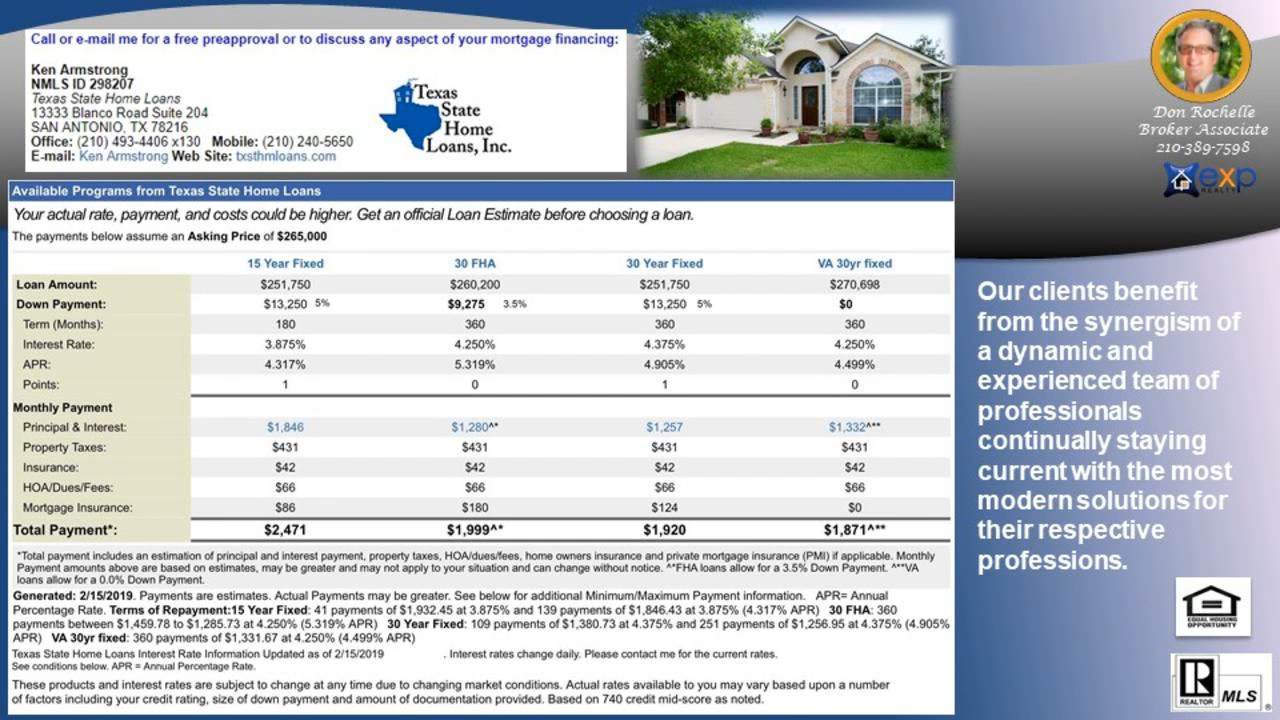 Call or e-mail me for a free preapproval or to discuss any aspect of your mortgage financing:
Ken Armstrong
NMLS ID 298207
Texas State Home Loans
13333 Blanco Road Suite 204
SAN ANTONIO, TX 78216
Office: (210) 493-4406 x130 Mobile: (210) 240-5650
E-mail: Ken Armstrong Web Site: txsthmloans.com
Texas
State
Home
Loans, Inc.
Don Rochelle
Broker Associate
210-389-7598
exp
REALTY
Available Programs from Texas State Home Loans
Your actual rate, payment, and costs could be higher. Get an official Loan Estimate before choosing a loan.
The payments below assume an Asking Price of $265,000
15 Year Fixed 30 FHA 30 Year Fixed VA 30yr fixed
Loan Amount: $251,750 $260,200 $251,750 $270,698
Down Payment: $13,250 5% $9,275 3.5% $13,250 5% $0
Term (Months): 180 360 360 360
Interest Rate: 3.875% 4.250% 4.375% 4.250%
APR: 4.317% 5.319% 4.905% 4.499%
Points: 1 0 1 0
Monthly Payment
Principal & Interest: $1,846 $1,280^* $1,257 $1,332^**
Property Taxes: $431 $431 $431 $431
Insurance: $42 $42 $42 $42
HOA/Dues/Fees: $66 $66 $66 $66
Mortgage Insurance: $86 $180 $124 $0
Total Payment*: $2,471 $1,999^* $1,920 $1,871^**
*Total payment includes an estimation of principal and interest payment, property taxes, HOA/dues/fees, home owners insurance and private mortgage insurance (PMI) if applicable. Monthly
Payment amounts above are based on estimates, may be greater and may not apply to your situation and can change without notice. ^*FHA loans allow for a 3.5% Down Payment. ^**VA
loans allow for a 0.0% Down Payment.
Generated: 2/15/2019. Payments are estimates. Actual Payments may be greater. See below for additional Minimum/Maximum Payment information. APR= Annual
Percentage Rate. Terms of Repayment:15 Year Fixed: 41 payments of $1,932.45 at 3.875% and 139 payments of $1,846.43 at 3.875% (4.317% APR) 30 FHA: 360
payments between $1,459.78 to $1,285.73 at 4.250% (5.319% APR) 30 Year Fixed: 109 payments of $1,380.73 at 4.375% and 251 payments of $1,256.95 at 4.375% (4.905%
APR) VA 30yr fixed: 360 payments of $1,331.67 at 4.250% (4.499% APR)
Texas State Home Loans Interest Rate Information Updated as of 2/15/2019 . Interest rates change daily. Please contact me for the current rates.
See conditions below. APR = Annual Percentage Rate.
These products and interest rates are subject to change at any time due to changing market conditions. Actual rates available to you may vary based upon a number
of factors including your credit rating, size of down payment and amount of documentation provided. Based on 740 credit mid-score as noted.
Our clients benefit
from the synergism of
a dynamic and
experienced team of
professionals
continually staying
current with the most
modern solutions for
their respective
professions.
EQUAL HOUSING
OPPORTUNITY
R
REALTOR MLS ®